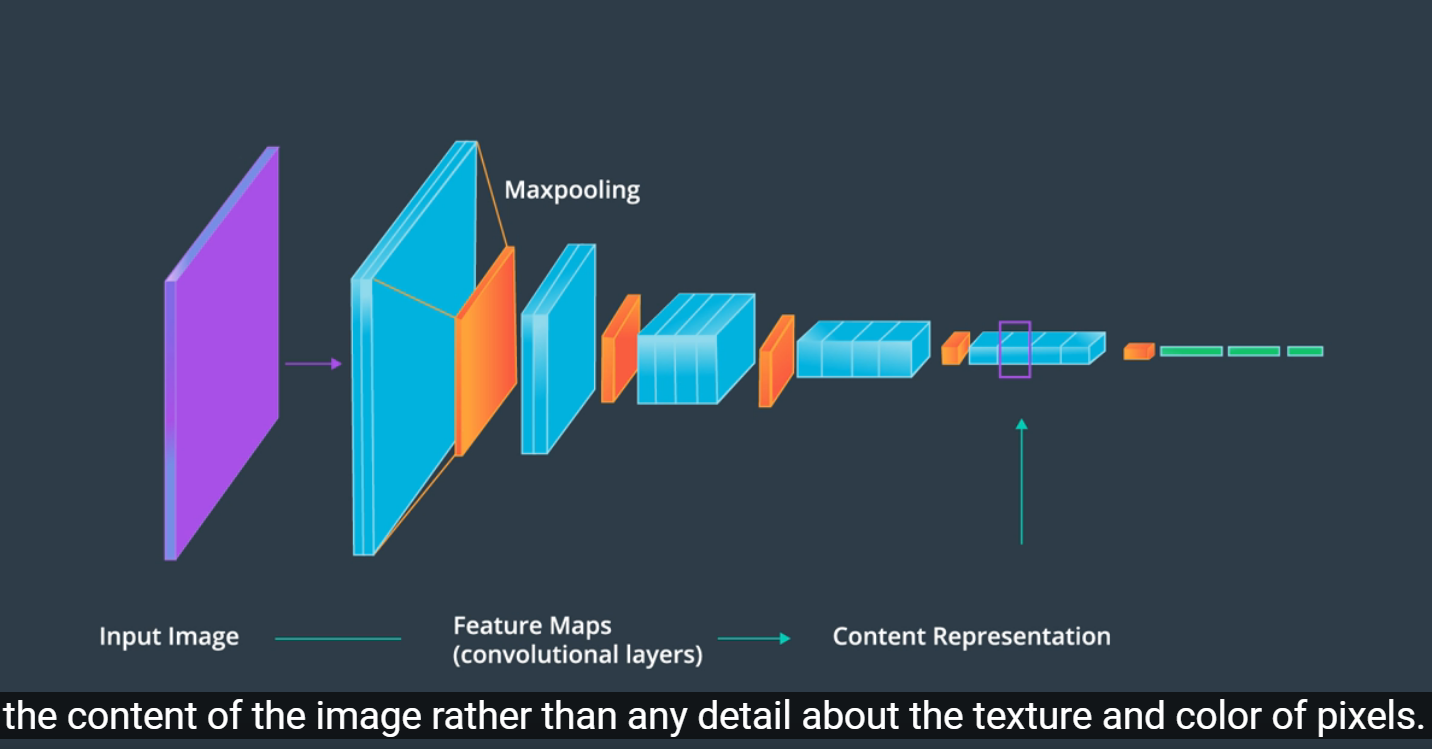 Maxpooling
Input Image
Feature Maps
(convolutional layers)
Content Representation
the content of the image rather than any detail about the texture and color of pixels.